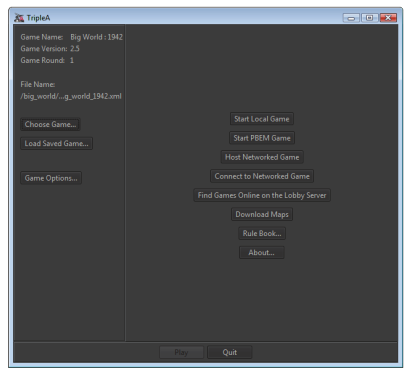 TripleA
Game Name: Big World : 1942
Game Version: 2.5
Game Round: 1
File Name:
/big_world/...g_world_1942.xml
Choose Game...
Load Saved Game...
Game Options...
Start Local Game
Start PBEM Game
Host Networked Game
Connect to Networked Game
Find Games Online on the Lobby Server
Download Maps
Rule Book...
About...
Play
Quit